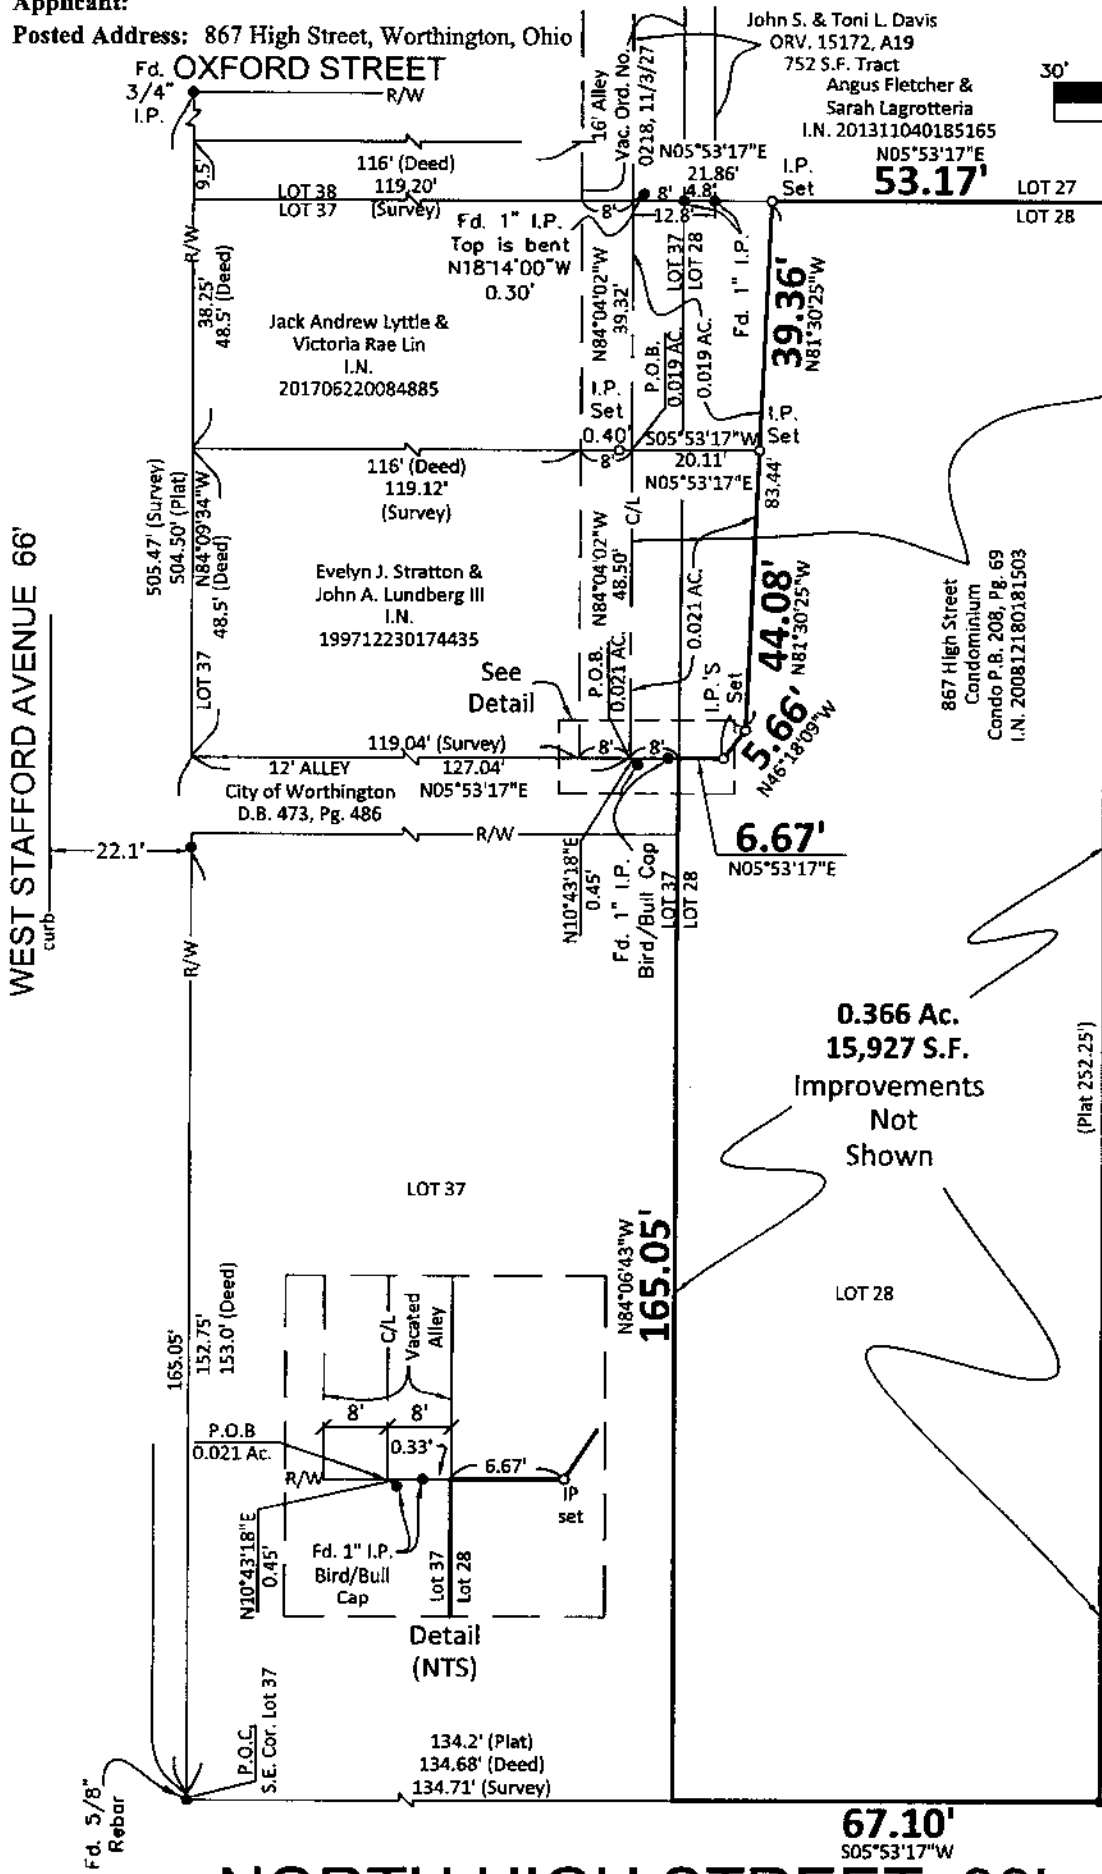 Applicant:
Posted Address: 867 High Street, Worthington, Ohio
Fd. OXFORD STREET
3/4"
I.P.
R/W
16' Alley
Vac. Ord. No.
0218, 11/3/27
John S. & Toni L. Davis
ORV. 15172, A19
752 S.F. Tract
Angus Fletcher &
Sarah Lagrotteria
I.N. 201311040185165
30'
N05°53'17"E
53.17'
LOT 27
LOT 28
I.P.
Set
N05°53'17"E
21.86'
8'
4.8'
12.8'
8'
9.5'
116' (Deed)
119.20'
(Survey)
LOT 38
LOT 37
Fd. 1" I.P.
Top is bent
N18°14'00"W
0.30'
R/W
38.25'
48.5' (Deed)
Jack Andrew Lyttle &
Victoria Rae Lin
I.N.
201706220084885
N84°04'02"W
39.32'
LOT 37
LOT 28
Fd. 1" I.P.
39.36'
N81°30'25"W
P.O.B.
0.019 AC.
0.019 AC.
I.P.
Set
0.40'
8'
I.P.
Set
S05°53'17"W
20.11'
N05°53'17"E
83.44'
116' (Deed)
119.12'
(Survey)
505.47' (Survey)
504.50' (Plat)
N84°09'34"W
48.5' (Deed)
WEST STAFFORD AVENUE 66'
curb
22.1'
LOT 37
Evelyn J. Stratton &
John A. Lundberg III
I.N.
199712230174435
C/L
N84°04'02"W
48.50'
0.021 AC.
44.08'
N81°30'25"W
P.O.B.
0.021 AC.
I.P.'S
Set
867 High Street
Condominium
Condo P.B. 208, Pg. 69
I.N. 200812180181503
See
Detail
5.66'
N46°18'09"W
119.04' (Survey)
8'
8'
12' ALLEY
City of Worthington
D.B. 473, Pg. 486
127.04'
N05°53'17"E
R/W
6.67'
N05°53'17"E
N10°43'18"E
0.45'
Fd. 1" I.P.
Bird/Bull Cap
LOT 37
LOT 28
R/W
0.366 Ac.
15,927 S.F.
Improvements
Not
Shown
(Plat 252.25')
LOT 37
N84°06'43"W
165.05'
LOT 28
165.05'
152.75'
153.0' (Deed)
C/L
Vacated
Alley
8'
8'
P.O.B
0.021 Ac.
0.33'
6.67'
R/W
IP
set
N10°43'18"E
0.45'
Fd. 1" I.P.
Bird/Bull
Cap
Lot 37
Lot 28
Detail
(NTS)
P.O.C.
S.E. Cor. Lot 37
Fd. 5/8"
Rebar
134.2' (Plat)
134.68' (Deed)
134.71' (Survey)
67.10'
S05°53'17"W
NORTH HIGH STREET